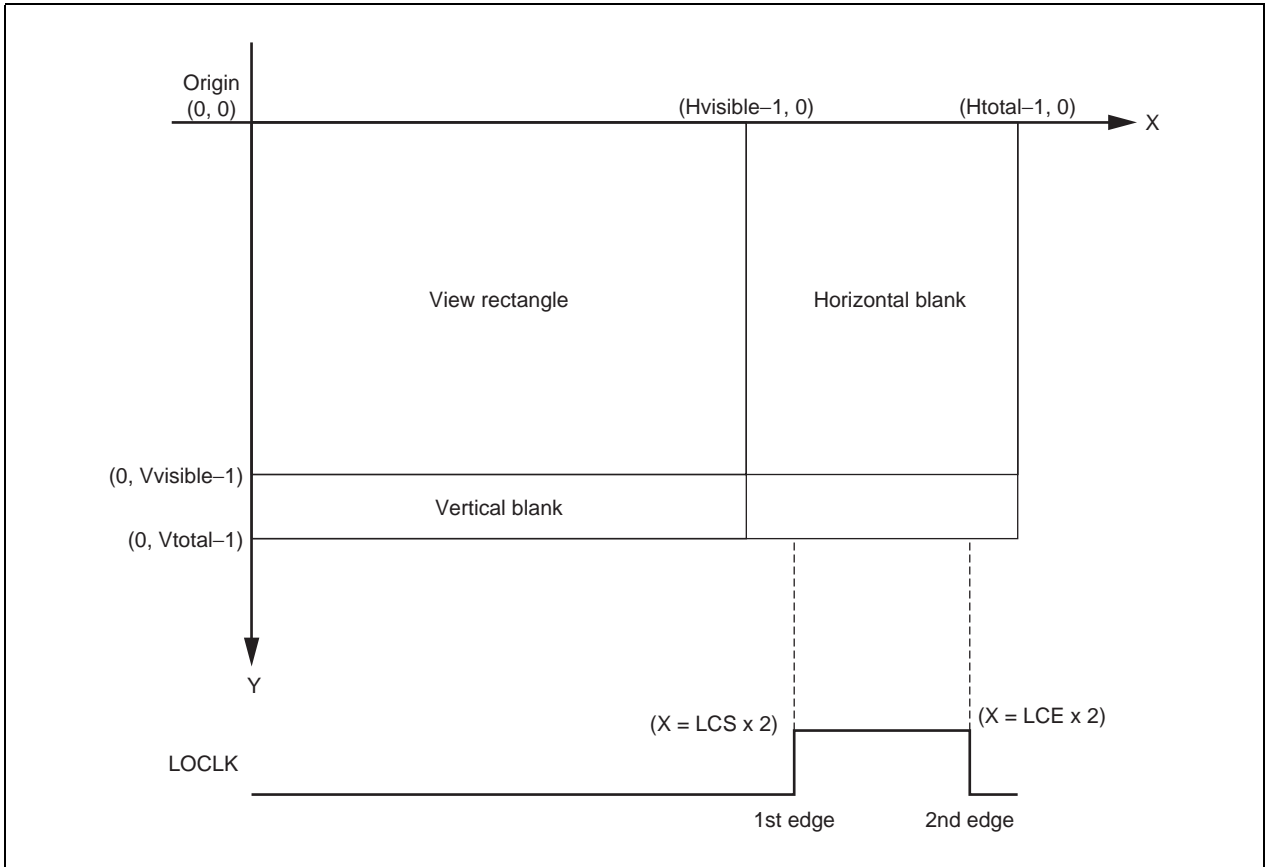 Origin
(0, 0)
(Hvisible–1, 0)
(Htotal–1, 0)
X
View rectangle
Horizontal blank
(0, Vvisible–1)
Vertical blank
(0, Vtotal–1)
Y
(X = LCS x 2)
(X = LCE x 2)
LOCLK
1st edge
2nd edge